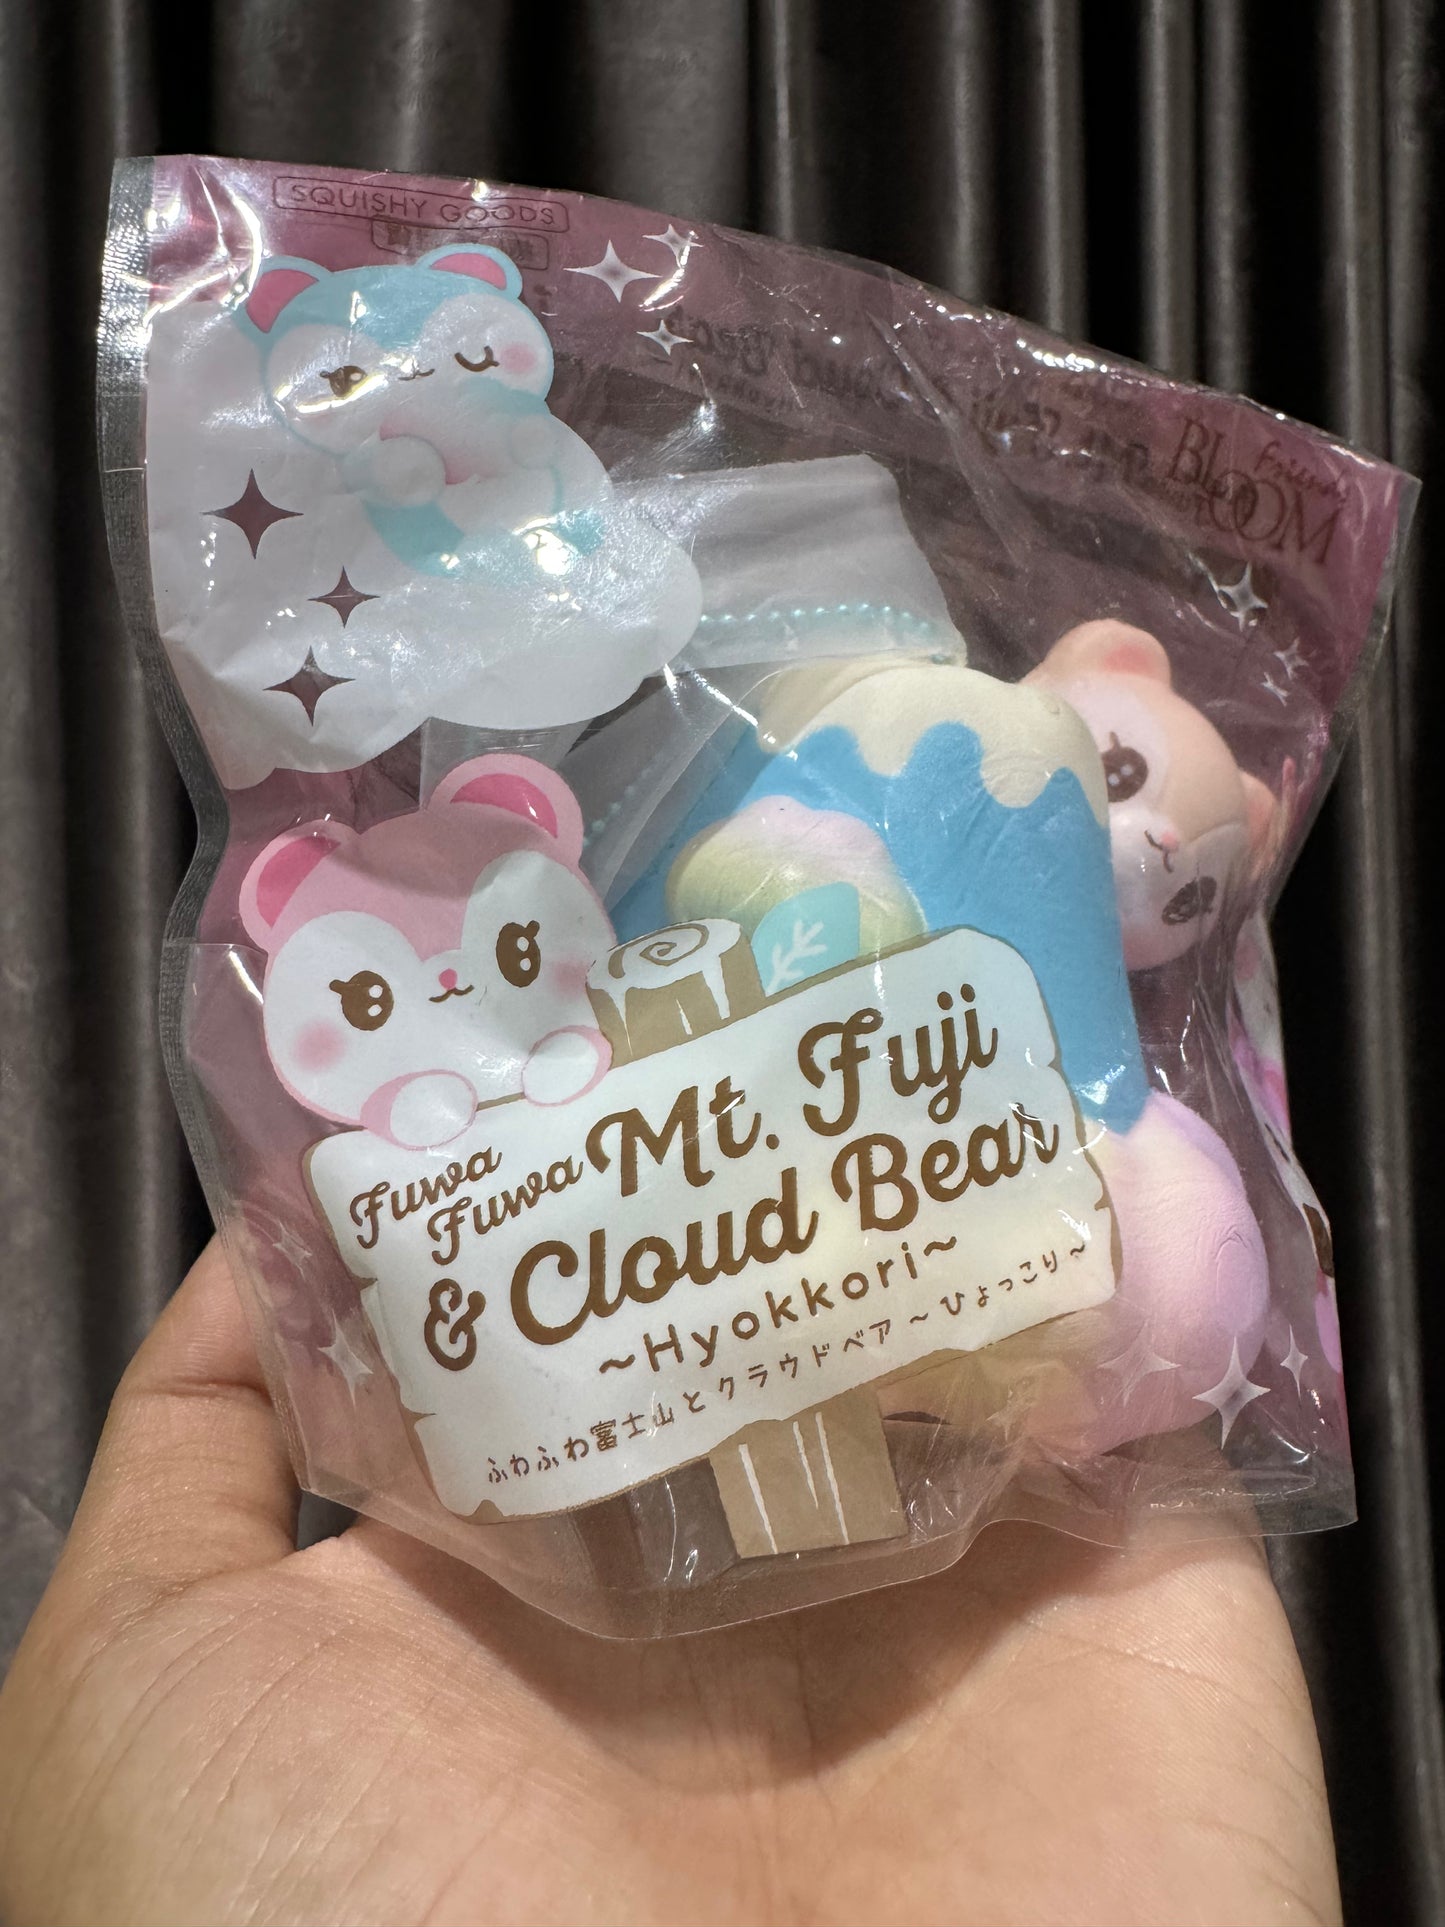 SQUISHY GOODS
Friends
BLOOM
Fuwa
Fuwa Mt. Fuji
& Cloud Bear
~Hyokkori~
ふわふわ富士山とクラウドベア ~ひょっこり~